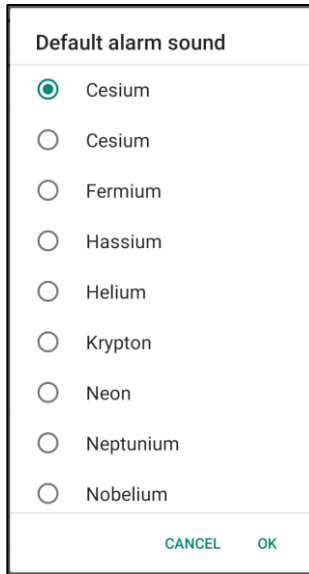 Default alarm sound
Cesium
Cesium
Fermium
Hassium
Helium
Krypton
Neon
Neptunium
Nobelium
CANCEL OK